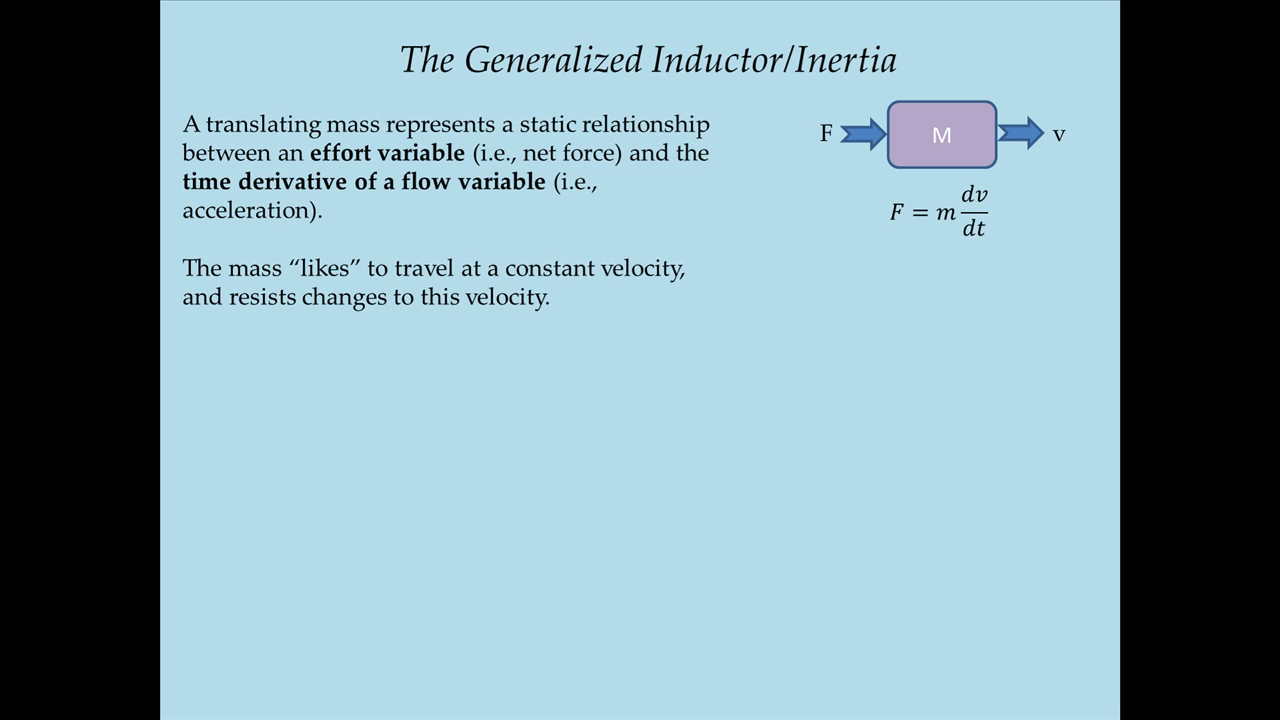 The Generalized Inductor/Inertia
A translating mass represents a static relationship
between an effort variable (i.e., net force) and the
time derivative of a flow variable (i.e.,
acceleration).
The mass “likes” to travel at a constant velocity,
and resists changes to this velocity.
F M v
F = m dv/dt